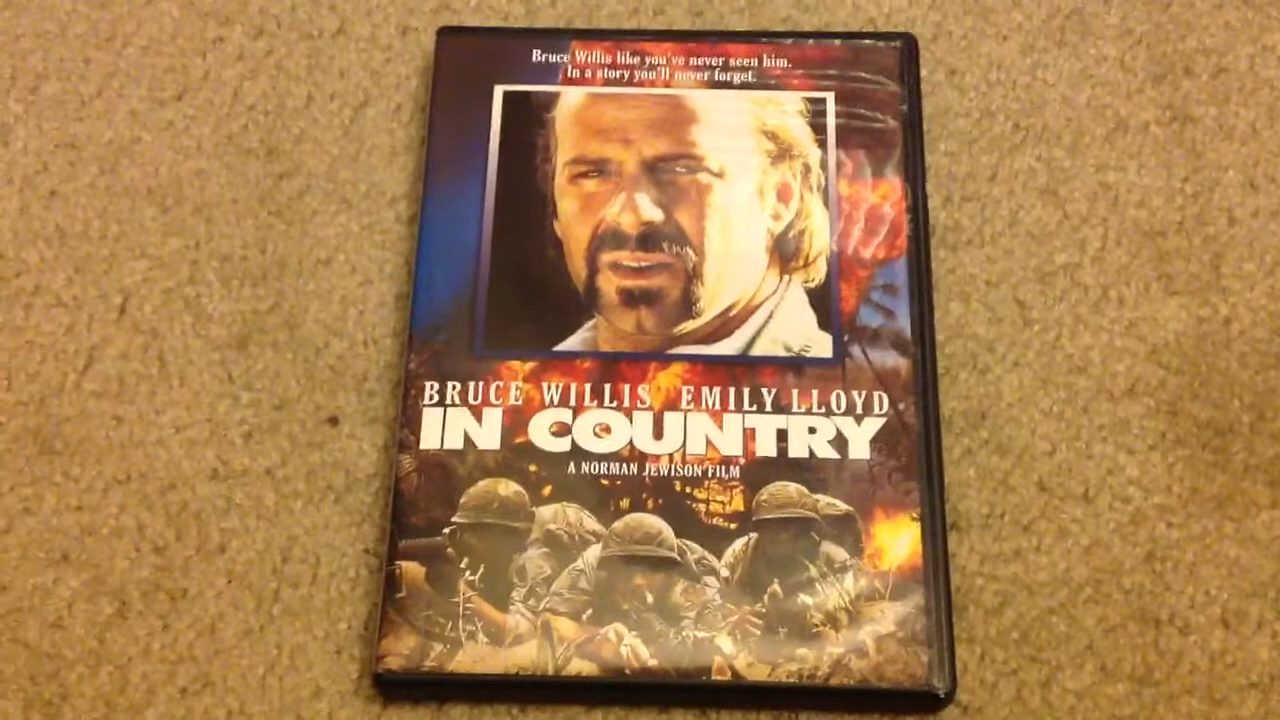 Bruce Willis like you've never seen him.
In a story you'll never forget.
BRUCE WILLIS EMILY LLOYD
IN COUNTRY
A NORMAN JEWISON FILM